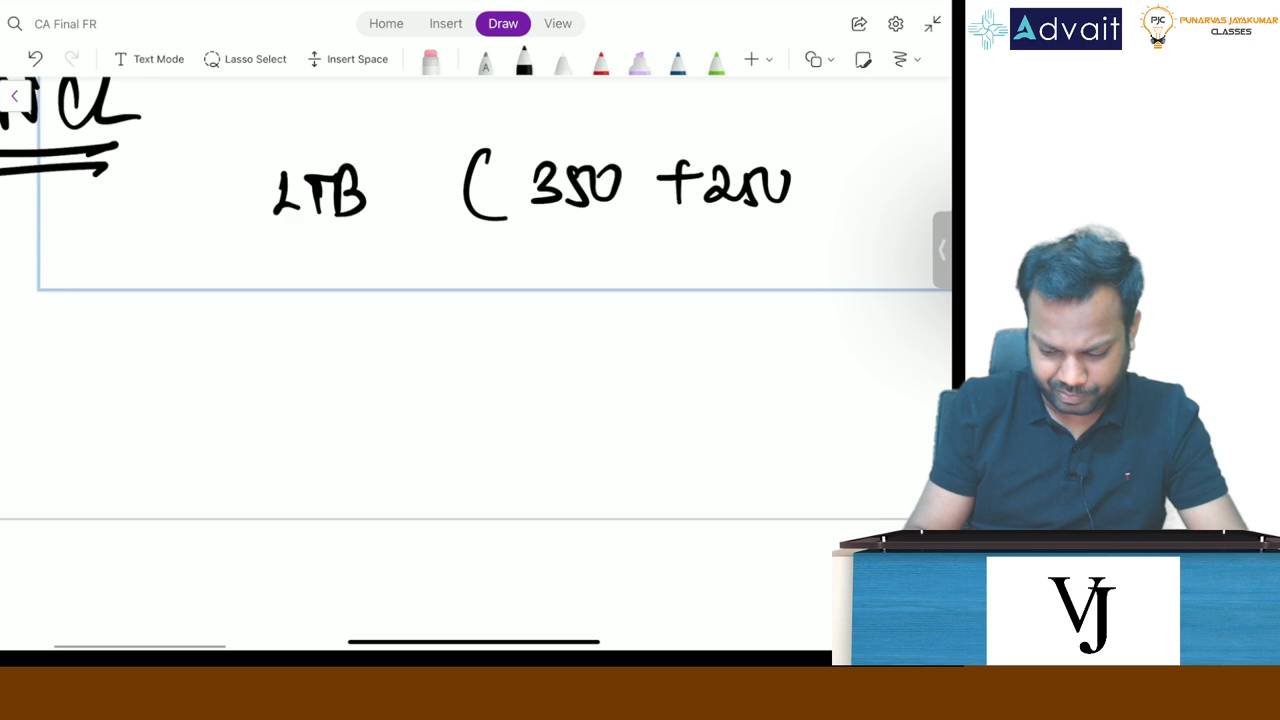 CA Final FR
Home Insert Draw View
Text Mode Lasso Select Insert Space
Advait
PJC PUNARVAS JAYAKUMAR
CLASSES
NCL
LTB ( 350 + 250
VJ